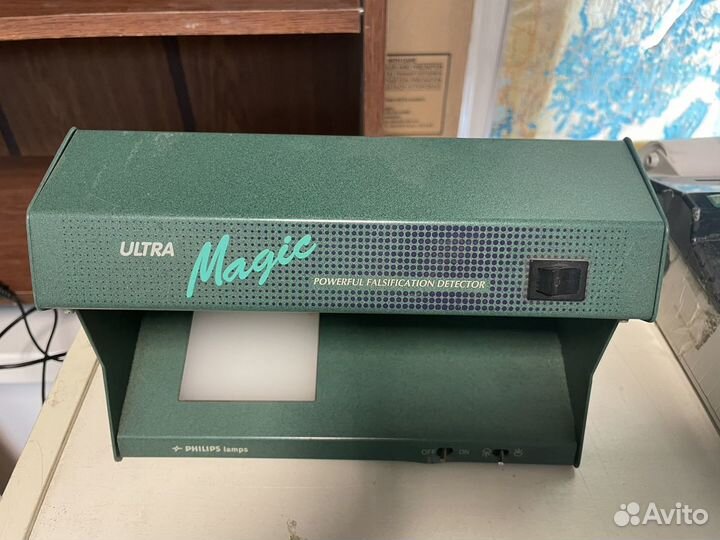 ULTRA Magic
POWERFUL FALSIFICATION DETECTOR
PHILIPS lamps
OFF ON
Avito